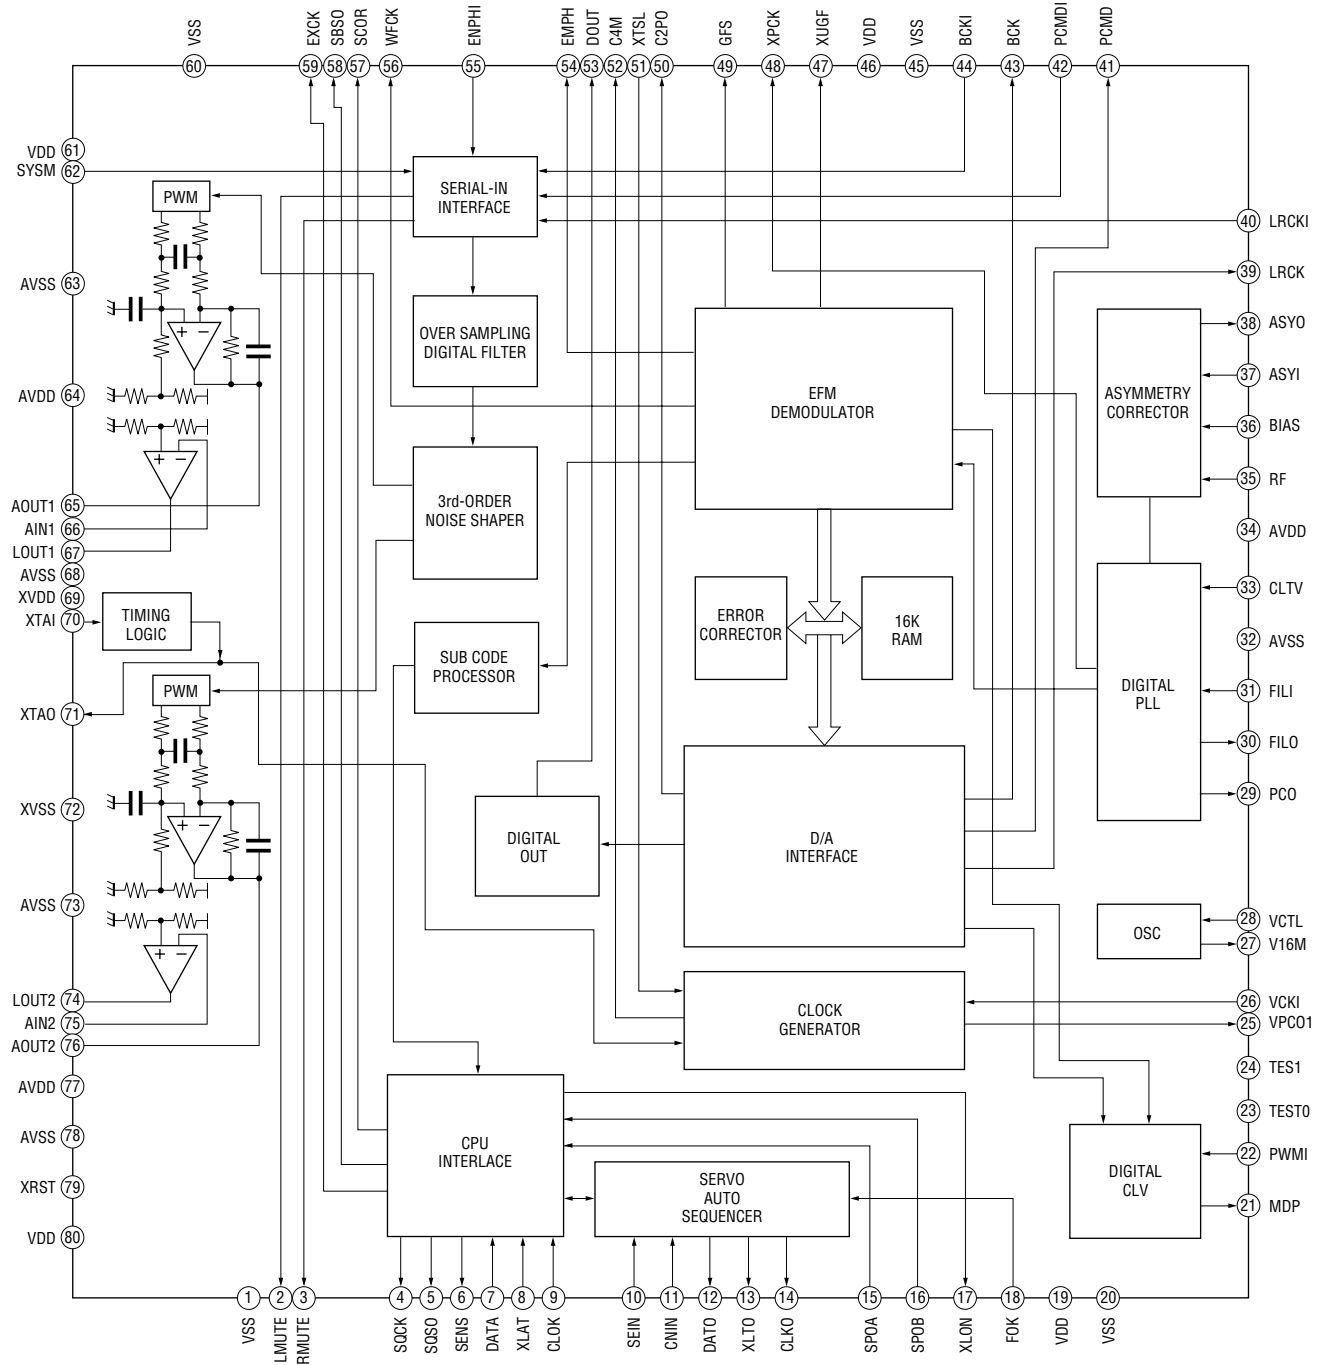 VSS
EXCK
SBSO
SCOR
WFCK
ENPHI
EMPH
DOUT
C4M
XTSL
C2PO
GFS
XPCK
XUGF
VDD
VSS
BCKI
BCK
PCMDI
PCMD
60
59
58
57
56
55
54
53
52
51
50
49
48
47
46
45
44
43
42
41
VDD 61
SYSM 62
AVSS 63
AVDD 64
AOUT1 65
AIN1 66
LOUT1 67
AVSS 68
XVDD 69
XTAI 70
XTAO 71
XVSS 72
AVSS 73
LOUT2 74
AIN2 75
AOUT2 76
AVDD 77
AVSS 78
XRST 79
VDD 80
PWM
+ −
+ −
TIMING
LOGIC
PWM
+ −
+ −
SERIAL-IN
INTERFACE
OVER SAMPLING
DIGITAL FILTER
3rd-ORDER
NOISE SHAPER
SUB CODE
PROCESSOR
DIGITAL
OUT
EFM
DEMODULATOR
ERROR
CORRECTOR
16K
RAM
D/A
INTERFACE
CLOCK
GENERATOR
CPU
INTERLACE
SERVO
AUTO
SEQUENCER
ASYMMETRY
CORRECTOR
DIGITAL
PLL
OSC
DIGITAL
CLV
40 LRCKI
39 LRCK
38 ASYO
37 ASYI
36 BIAS
35 RF
34 AVDD
33 CLTV
32 AVSS
31 FILI
30 FILO
29 PCO
28 VCTL
27 V16M
26 VCKI
25 VPCO1
24 TES1
23 TEST0
22 PWMI
21 MDP
1
2
3
4
5
6
7
8
9
10
11
12
13
14
15
16
17
18
19
20
VSS
LMUTE
RMUTE
SQCK
SQSO
SENS
DATA
XLAT
CLOK
SEIN
CNIN
DATO
XLTO
CLKO
SPOA
SPOB
XLON
FOK
VDD
VSS